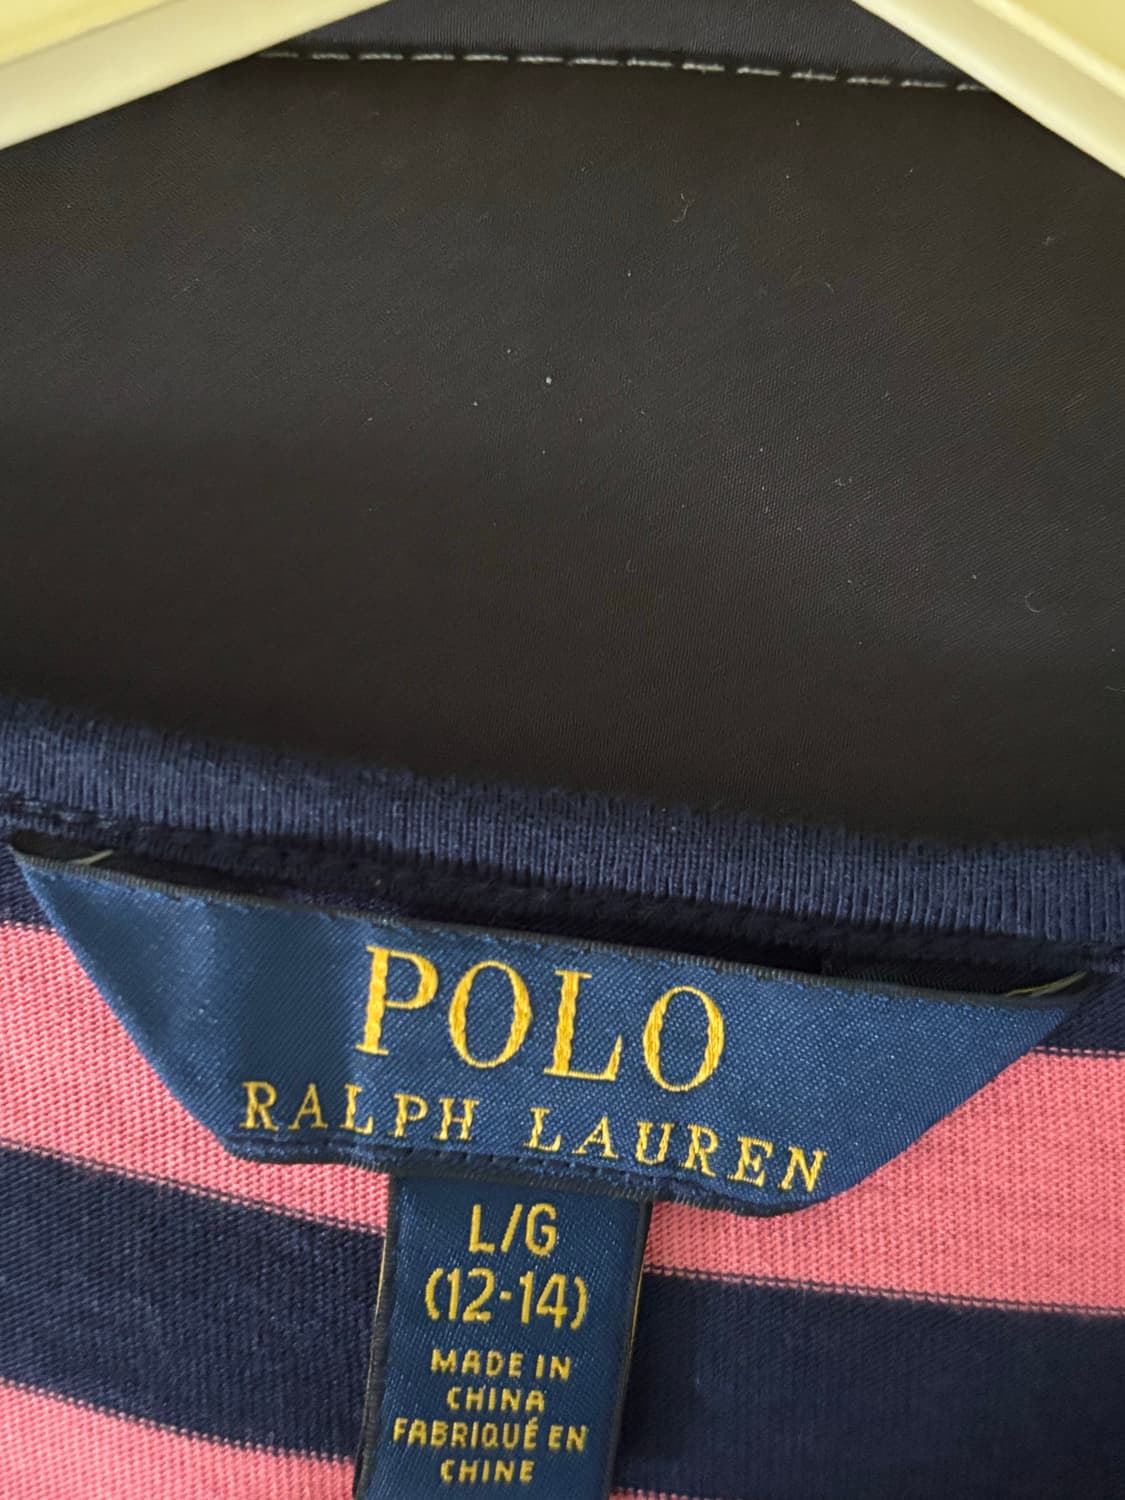 POLO
RALPH LAUREN
L/G
(12-14)
MADE IN
CHINA
FABRIQUÉ EN
CHINE